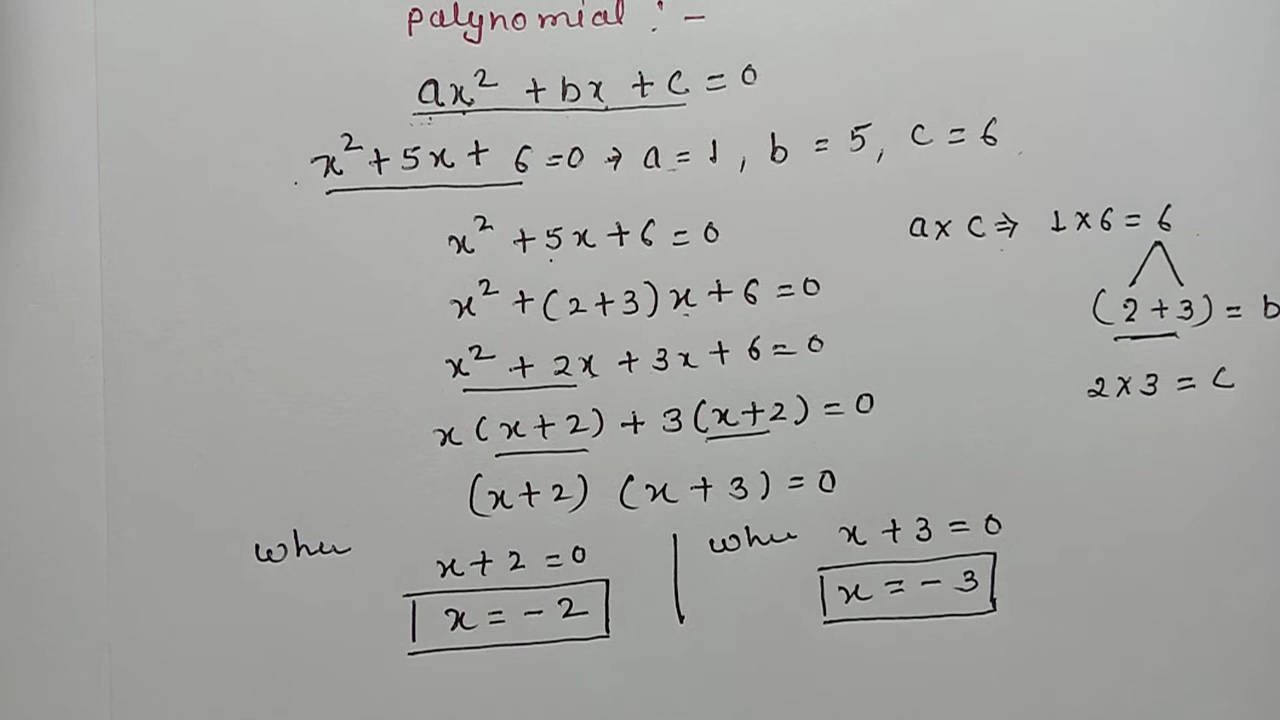 palynomial : -
ax² + bx + c = 0
x² + 5x + 6 = 0 → a = 1, b = 5, c = 6
x² + 5x + 6 = 0
a × c ⇒ 1 × 6 = 6
x² + (2+3)x + 6 = 0
(2 + 3) = b
x² + 2x + 3x + 6 = 0
2 × 3 = c
x(x+2) + 3(x+2) = 0
(x+2) (x+3) = 0
when x + 2 = 0
x = - 2
when x + 3 = 0
x = - 3